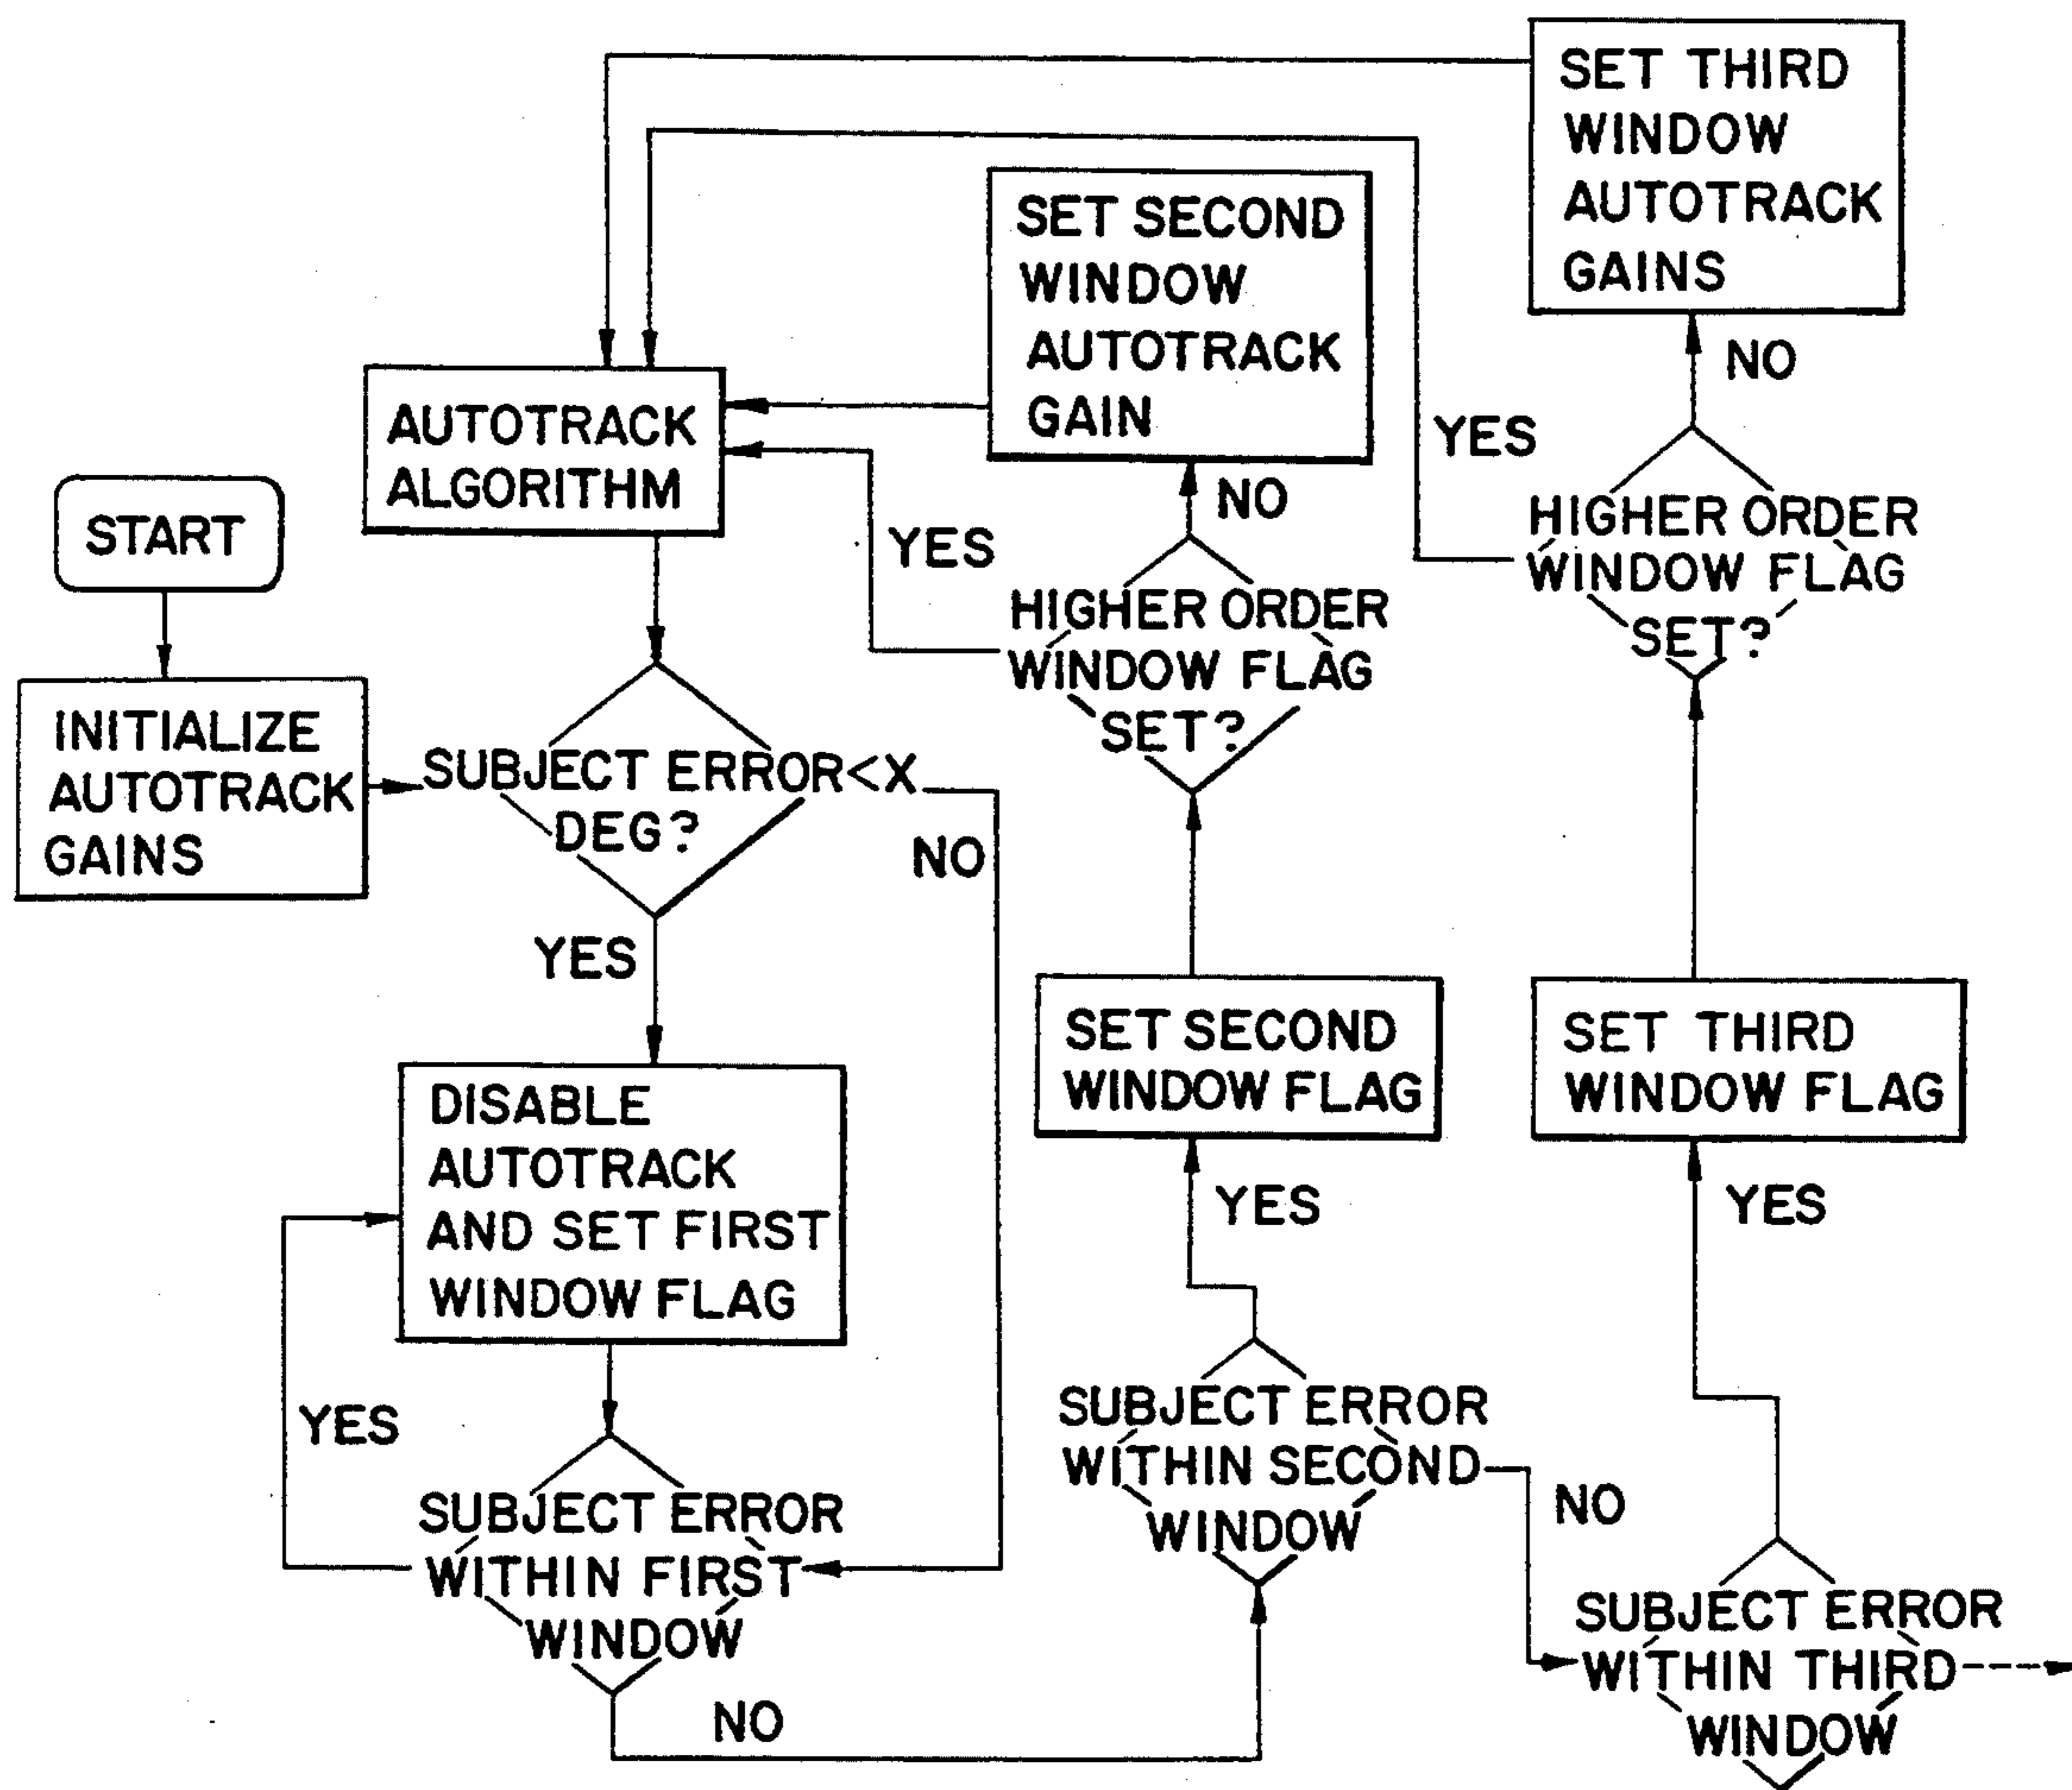 SET THIRD
WINDOW
AUTOTRACK
GAINS
SET SECOND
WINDOW
AUTOTRACK
GAIN
NO
YES
AUTOTRACK
ALGORITHM
NO
YES
HIGHER ORDER
WINDOW FLAG
SET?
START
HIGHER ORDER
WINDOW FLAG
SET?
INITIALIZE
AUTOTRACK
GAINS
SUBJECT ERROR<X
DEG?
NO
YES
SET SECOND
WINDOW FLAG
SET THIRD
WINDOW FLAG
DISABLE
AUTOTRACK
AND SET FIRST
WINDOW FLAG
YES
YES
YES
SUBJECT ERROR
WITHIN FIRST
WINDOW
NO
SUBJECT ERROR
WITHIN SECOND
WINDOW
NO
SUBJECT ERROR
WITHIN THIRD
WINDOW